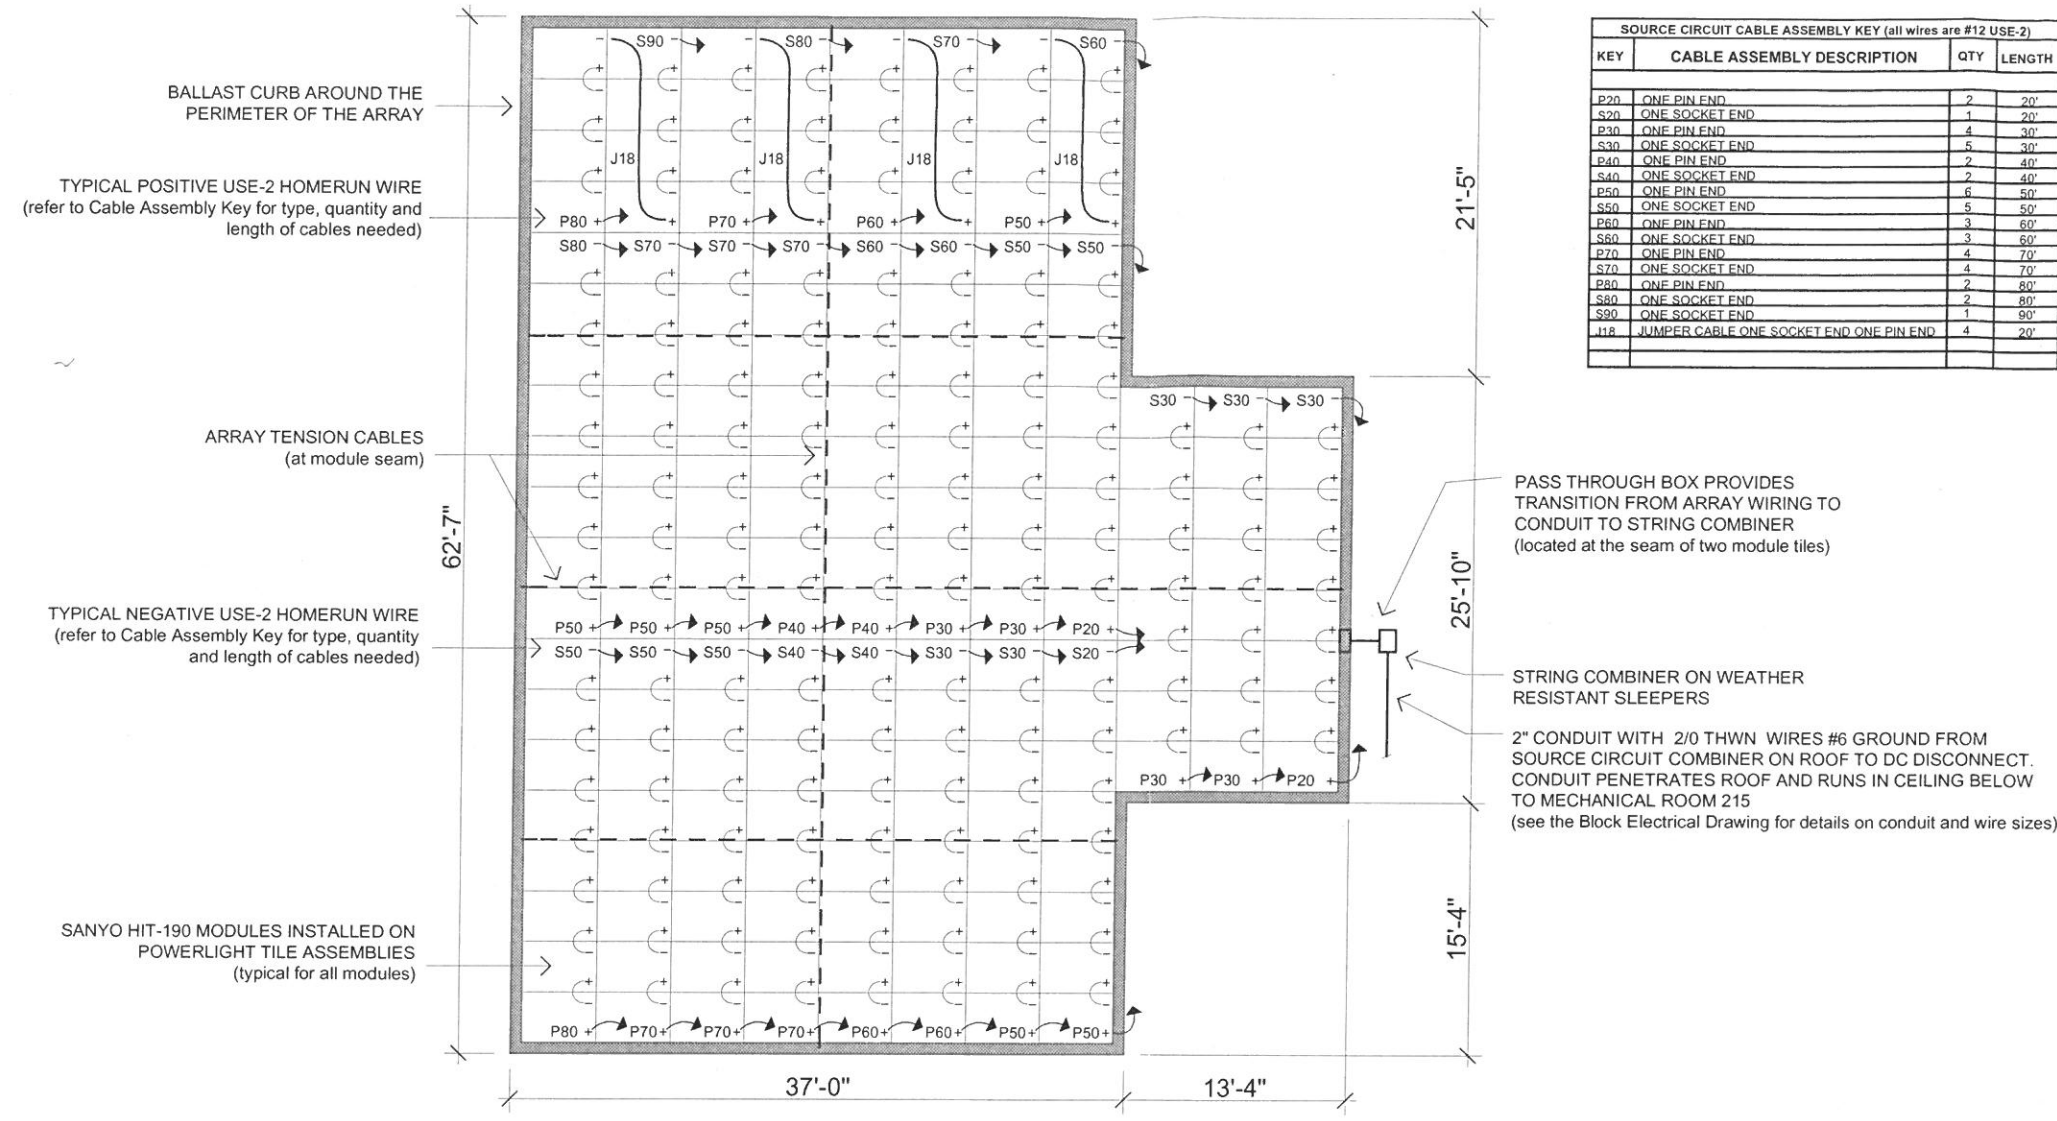 SOURCE CIRCUIT CABLE ASSEMBLY KEY (all wires are #12 USE-2)
KEY CABLE ASSEMBLY DESCRIPTION QTY LENGTH
P20 ONE PIN END 2 20'
S20 ONE SOCKET END 1 20'
P30 ONE PIN END 4 30'
S30 ONE SOCKET END 5 30'
P40 ONE PIN END 2 40'
S40 ONE SOCKET END 2 40'
P50 ONE PIN END 6 50'
S50 ONE SOCKET END 5 50'
P60 ONE PIN END 3 60'
S60 ONE SOCKET END 3 60'
P70 ONE PIN END 4 70'
S70 ONE SOCKET END 4 70'
P80 ONE PIN END 2 80'
S80 ONE SOCKET END 2 80'
S90 ONE SOCKET END 1 90'
J18 JUMPER CABLE ONE SOCKET END ONE PIN END 4 20'
BALLAST CURB AROUND THE
PERIMETER OF THE ARRAY
TYPICAL POSITIVE USE-2 HOMERUN WIRE
(refer to Cable Assembly Key for type, quantity and
length of cables needed)
ARRAY TENSION CABLES
(at module seam)
TYPICAL NEGATIVE USE-2 HOMERUN WIRE
(refer to Cable Assembly Key for type, quantity
and length of cables needed)
SANYO HIT-190 MODULES INSTALLED ON
POWERLIGHT TILE ASSEMBLIES
(typical for all modules)
62'-7"
S90 S80 S70 S60
J18 J18 J18 J18
P80 + P70 + P60 + P50 +
S80 S70 S70 S70 S60 S60 S50 S50
S30 S30 S30
P50 + P50 + P50 + P40 + P40 + P30 + P30 + P20 +
S50 S50 S50 S40 S40 S30 S30 S20
P30 + P30 + P20 +
P80 + P70+ P70+ P70+ P60+ P60+ P50+ P50+
37'-0"
13'-4"
21'-5"
25'-10"
15'-4"
PASS THROUGH BOX PROVIDES
TRANSITION FROM ARRAY WIRING TO
CONDUIT TO STRING COMBINER
(located at the seam of two module tiles)
STRING COMBINER ON WEATHER
RESISTANT SLEEPERS
2" CONDUIT WITH 2/0 THWN WIRES #6 GROUND FROM
SOURCE CIRCUIT COMBINER ON ROOF TO DC DISCONNECT.
CONDUIT PENETRATES ROOF AND RUNS IN CEILING BELOW
TO MECHANICAL ROOM 215
(see the Block Electrical Drawing for details on conduit and wire sizes)